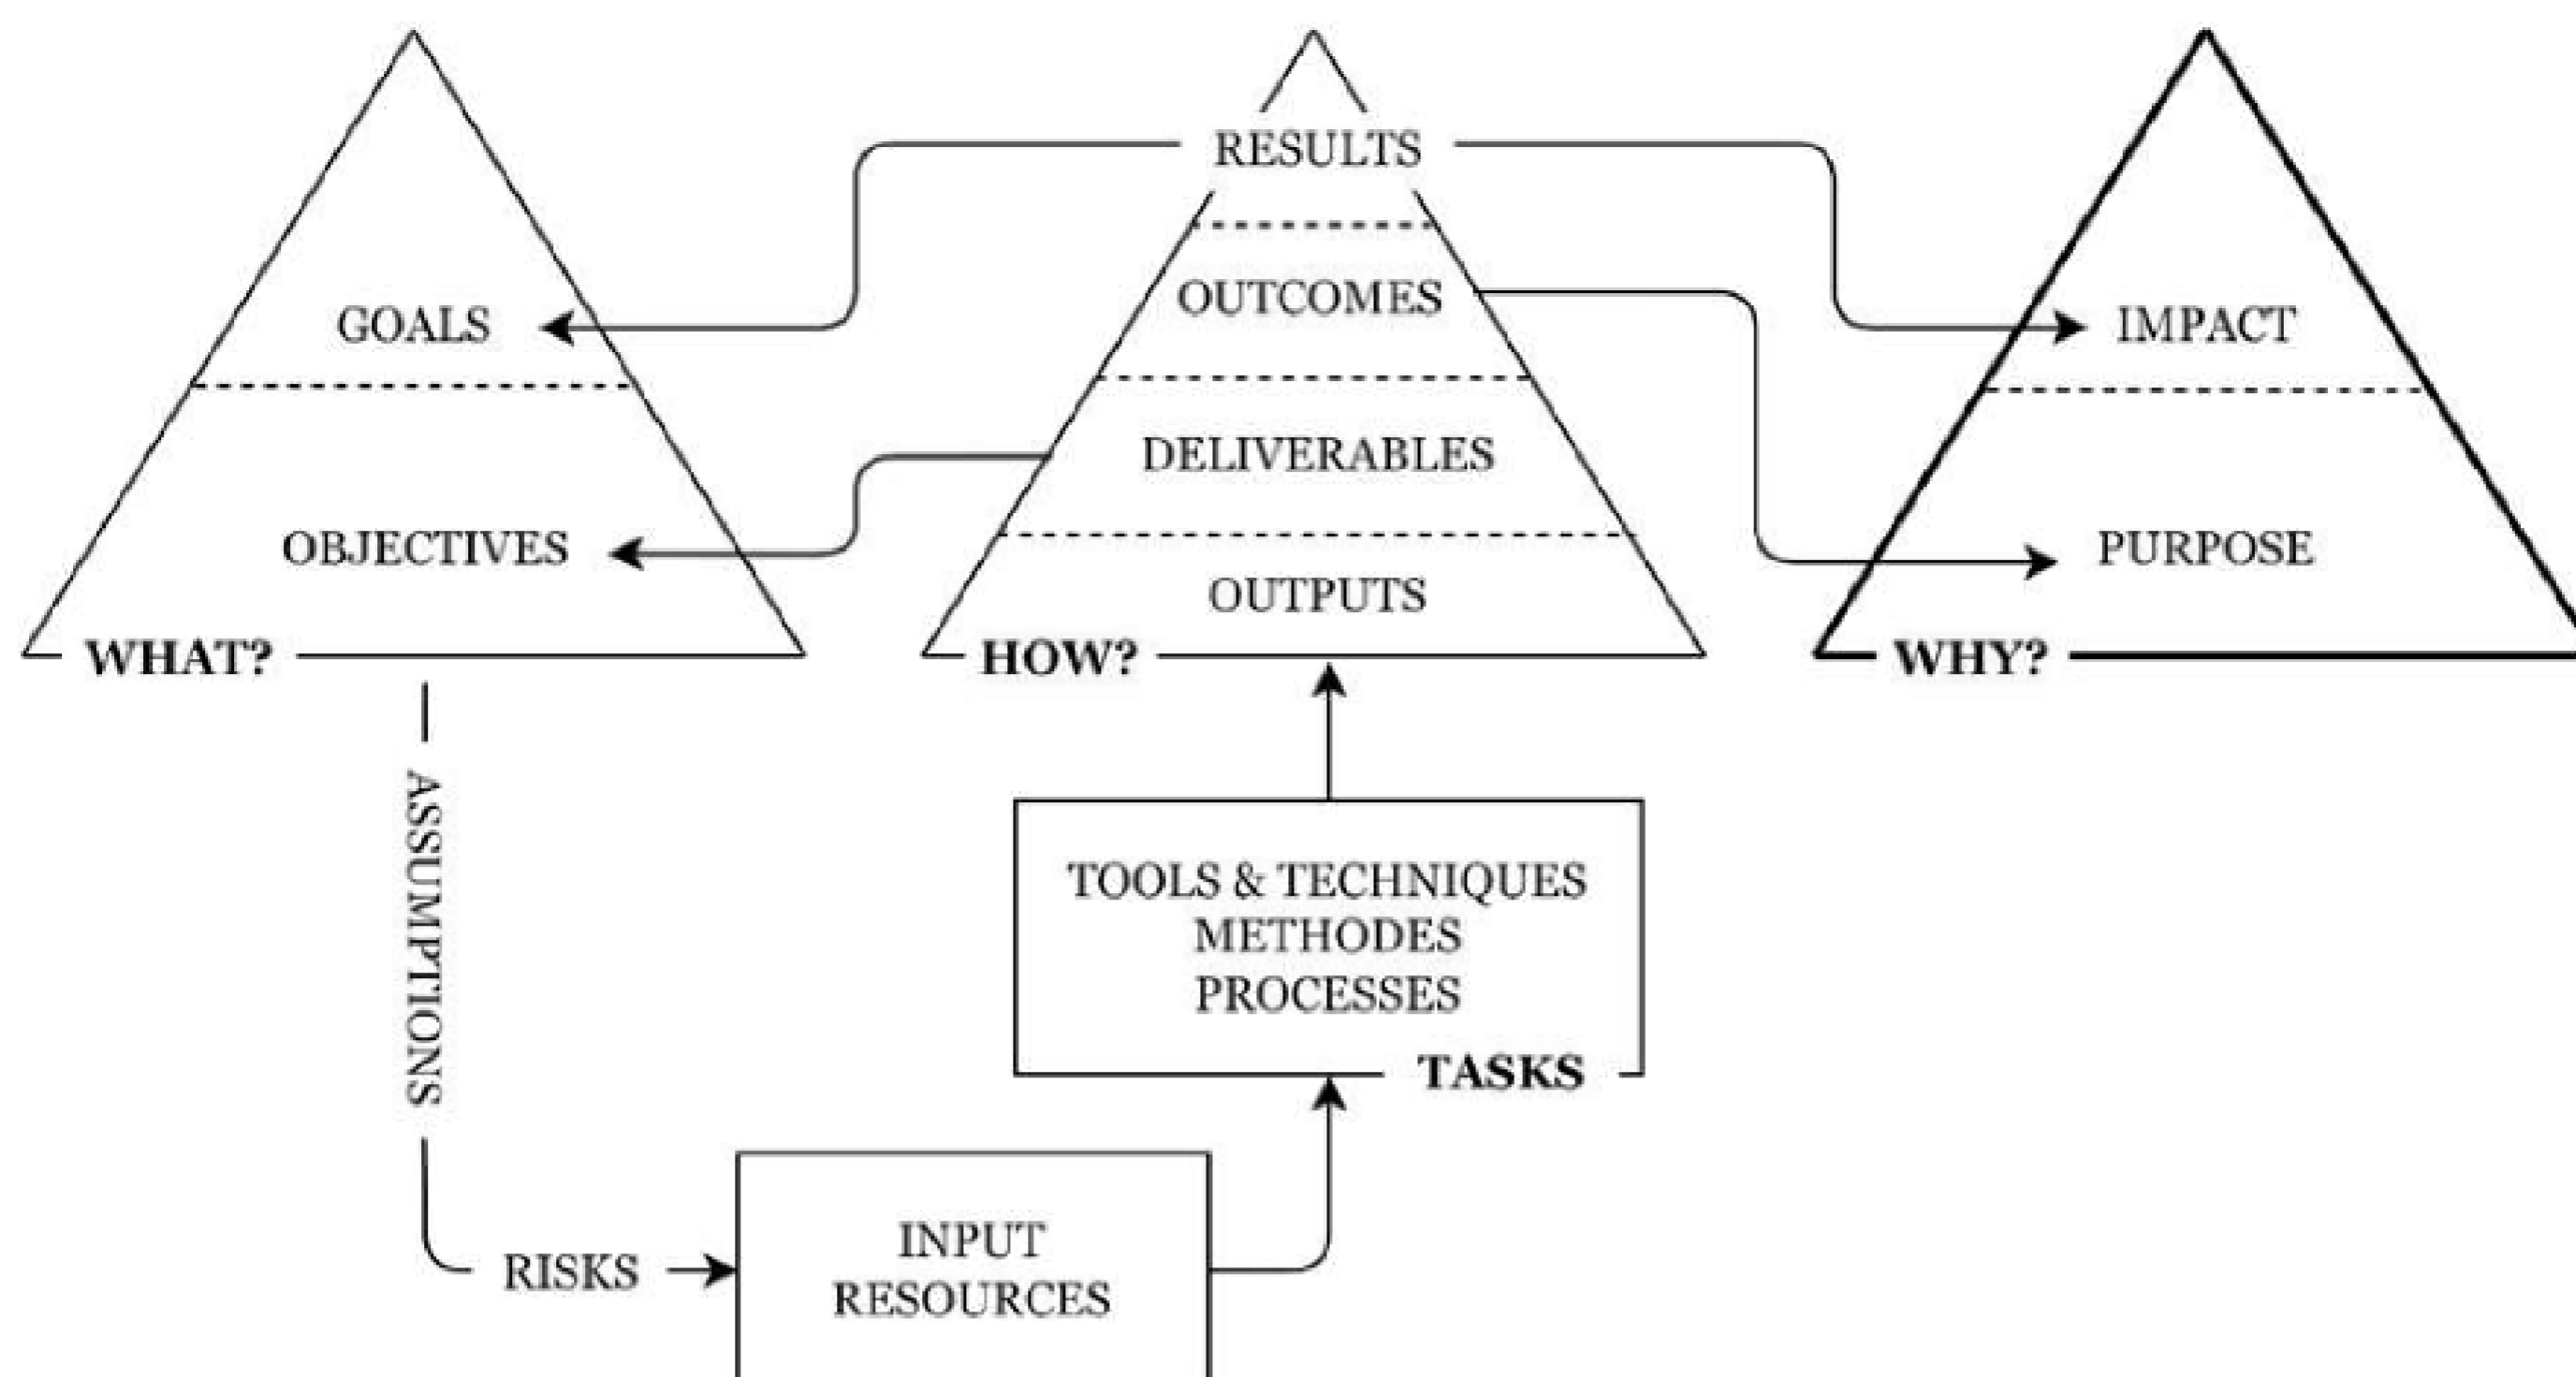 RESULTS
GOALS
OUTCOMES
IMPACT
DELIVERABLES
OBJECTIVES
PURPOSE
OUTPUTS
WHAT?
HOW?
WHY?
ASSUMPTIONS
TOOLS & TECHNIQUES
METHODES
PROCESSES
TASKS
RISKS
INPUT
RESOURCES